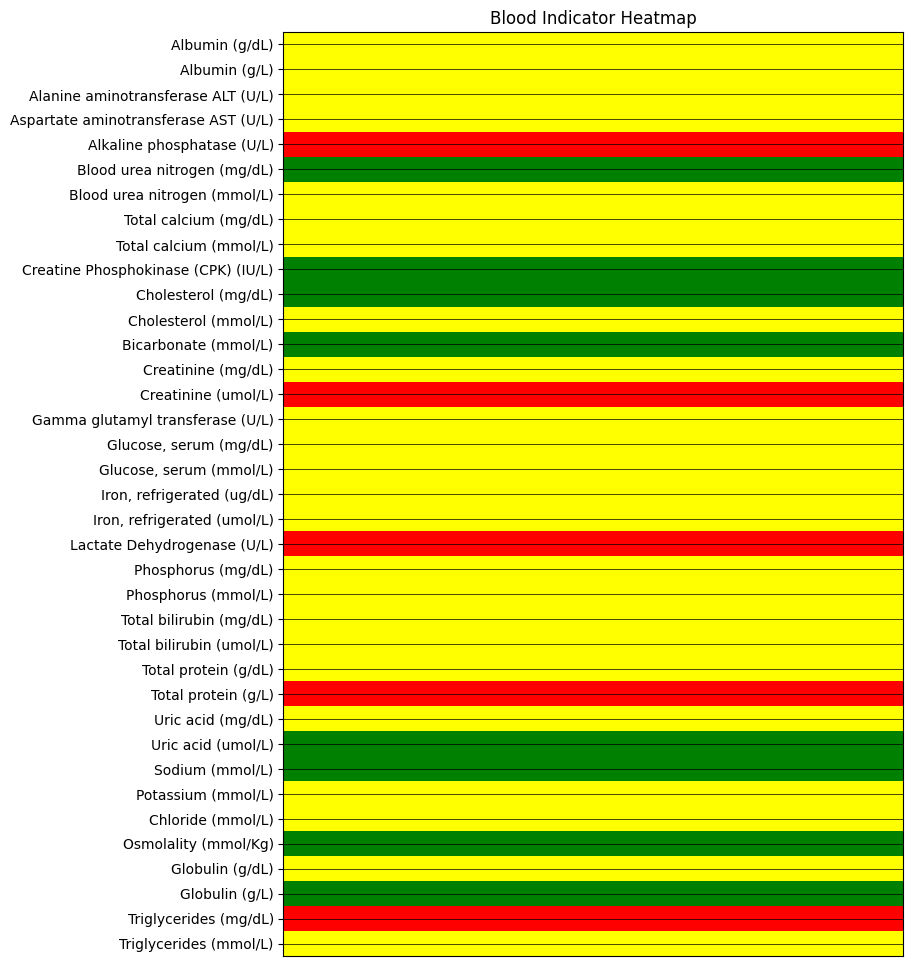 Blood Indicator Heatmap
Albumin (g/dL)
Albumin (g/L)
Alanine aminotransferase ALT (U/L)
Aspartate aminotransferase AST (U/L)
Alkaline phosphatase (U/L)
Blood urea nitrogen (mg/dL)
Blood urea nitrogen (mmol/L)
Total calcium (mg/dL)
Total calcium (mmol/L)
Creatine Phosphokinase (CPK) (IU/L)
Cholesterol (mg/dL)
Cholesterol (mmol/L)
Bicarbonate (mmol/L)
Creatinine (mg/dL)
Creatinine (umol/L)
Gamma glutamyl transferase (U/L)
Glucose, serum (mg/dL)
Glucose, serum (mmol/L)
Iron, refrigerated (ug/dL)
Iron, refrigerated (umol/L)
Lactate Dehydrogenase (U/L)
Phosphorus (mg/dL)
Phosphorus (mmol/L)
Total bilirubin (mg/dL)
Total bilirubin (umol/L)
Total protein (g/dL)
Total protein (g/L)
Uric acid (mg/dL)
Uric acid (umol/L)
Sodium (mmol/L)
Potassium (mmol/L)
Chloride (mmol/L)
Osmolality (mmol/Kg)
Globulin (g/dL)
Globulin (g/L)
Triglycerides (mg/dL)
Triglycerides (mmol/L)